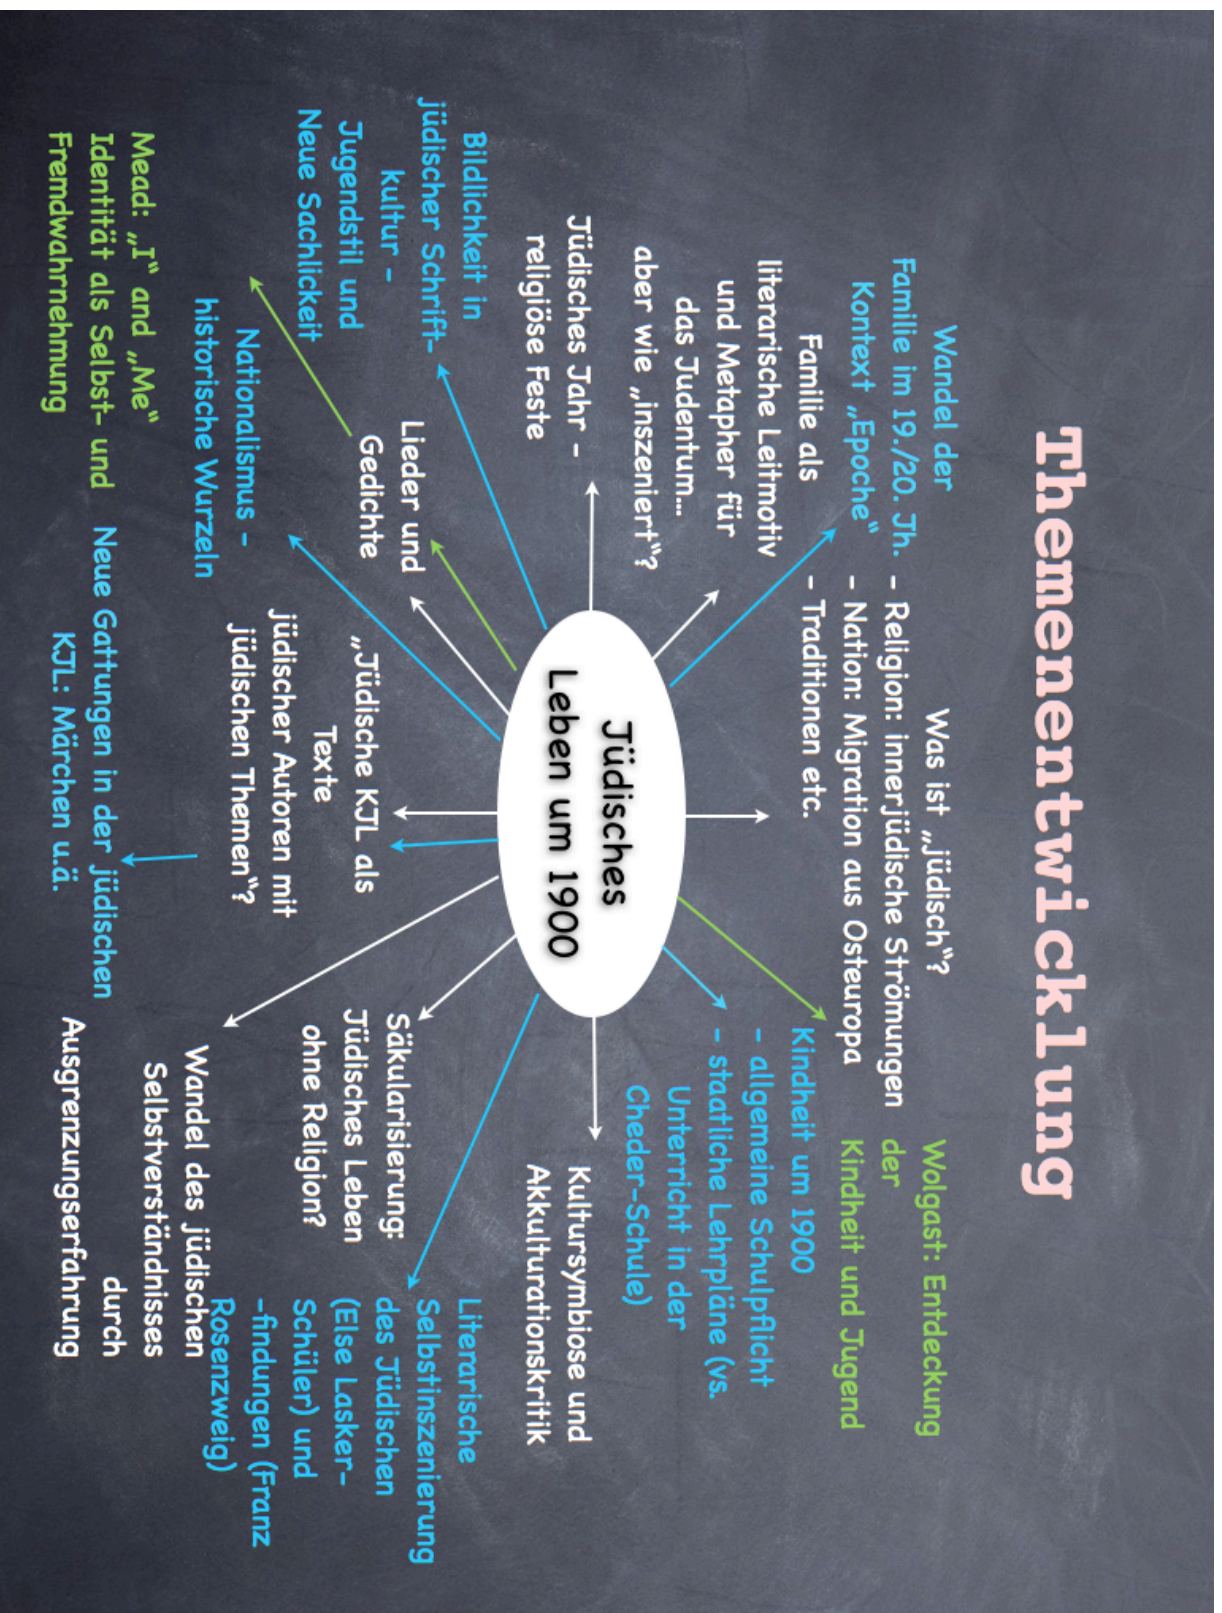 Themenentwicklung
Wandel der
Familie im 19./20. Jh.
Kontext „Epoche“
Was ist „jüdisch“?
- Religion: innerjüdische Strömungen
- Nation: Migration aus Osteuropa
- Traditionen etc.
Wolgast: Entdeckung
der
Kindheit und Jugend
Familie als
literarische Leitmotiv
und Metapher für
das Judentum...
aber wie „inszeniert“?
Kindheit um 1900
- allgemeine Schulpflicht
- staatliche Lehrpläne (vs.
Unterricht in der
Cheder-Schule)
Jüdisches Jahr -
religiöse Feste
Jüdisches
Leben um 1900
Kultursymbiose und
Akkulturationskritik
Bildlichkeit in
jüdischer Schrift-
kultur -
Jugendstil und
Neue Sachlickeit
Lieder und
Gedichte
„Jüdische KJL als
Texte
jüdischer Autoren mit
jüdischen Themen“?
Säkularisierung:
Jüdisches Leben
ohne Religion?
Literarische
Selbstinszenierung
des Jüdischen
(Else Lasker-
Schüler) und
-findungen (Franz
Rosenzweig)
Nationalismus -
historische Wurzeln
Wandel des jüdischen
Selbstverständnisses
durch
Ausgrenzungserfahrung
Mead: „I“ and „Me“
Identität als Selbst- und
Fremdwahrnehmung
Neue Gattungen in der jüdischen
KJL: Märchen u.ä.